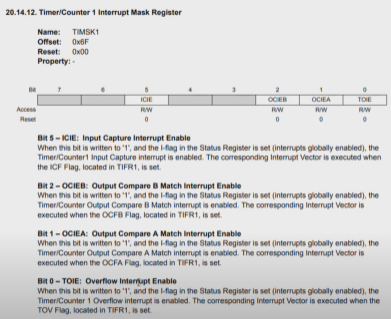 20.14.12. Timer/Counter 1 Interrupt Mask Register
Name: TIMSK1
Offset: 0x6F
Reset: 0x00
Property: -
Bit 7 6 5 4 3 2 1 0
ICIE OCIEB OCIEA TOIE
Access R/W R/W R/W R/W
Reset 0 0 0 0
Bit 5 – ICIE: Input Capture Interrupt Enable
When this bit is written to '1', and the I-flag in the Status Register is set (interrupts globally enabled), the
Timer/Counter1 Input Capture interrupt is enabled. The corresponding Interrupt Vector is executed when
the ICF Flag, located in TIFR1, is set.
Bit 2 – OCIEB: Output Compare B Match Interrupt Enable
When this bit is written to '1', and the I-flag in the Status Register is set (interrupts globally enabled), the
Timer/Counter Output Compare B Match interrupt is enabled. The corresponding Interrupt Vector is
executed when the OCFB Flag, located in TIFR1, is set.
Bit 1 – OCIEA: Output Compare A Match Interrupt Enable
When this bit is written to '1', and the I-flag in the Status Register is set (interrupts globally enabled), the
Timer/Counter Output Compare A Match interrupt is enabled. The corresponding Interrupt Vector is
executed when the OCFA Flag, located in TIFR1, is set.
Bit 0 – TOIE: Overflow Interrupt Enable
When this bit is written to '1', and the I-flag in the Status Register is set (interrupts globally enabled), the
Timer/Counter 1 Overflow interrupt is enabled. The corresponding Interrupt Vector is executed when the
TOV Flag, located in TIFR1, is set.